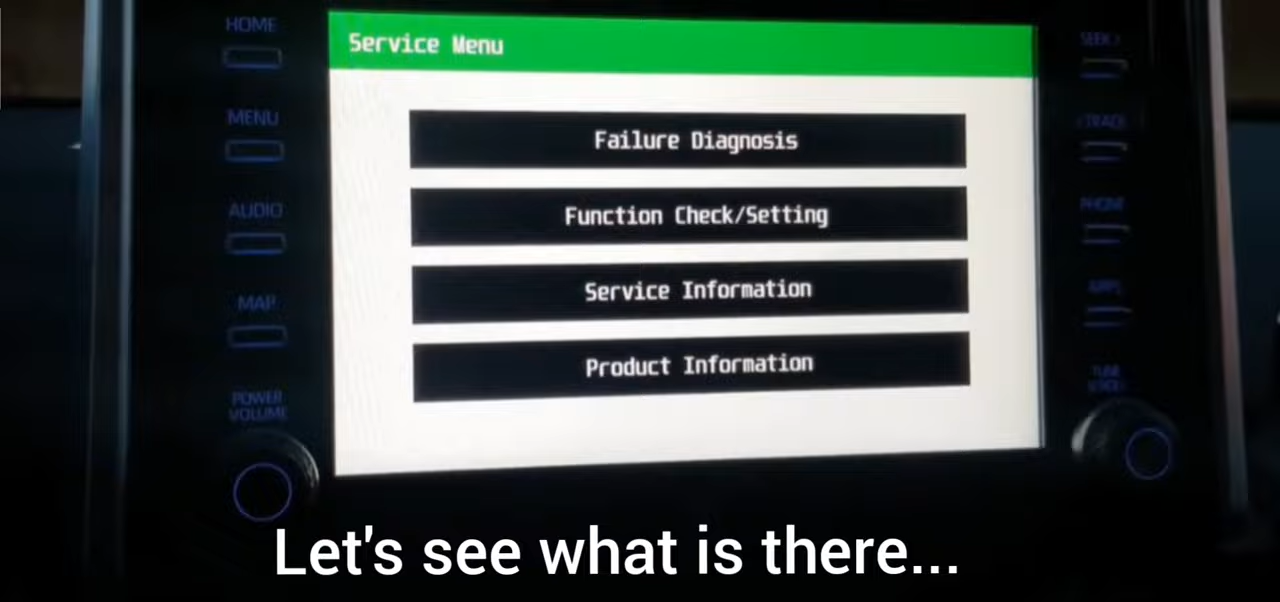 HOME
MENU
AUDIO
MAP
POWER
VOLUME
Service Menu
Failure Diagnosis
Function Check/Setting
Service Information
Product Information
SEEK >
< TRACK
PHONE
APPS
TUNE
SCROLL
Let's see what is there...